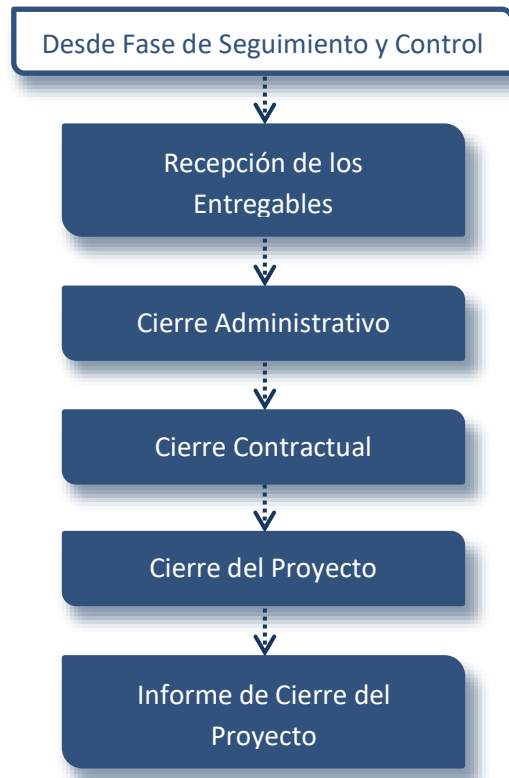 Desde Fase de Seguimiento y Control
Recepción de los
Entregables
Cierre Administrativo
Cierre Contractual
Cierre del Proyecto
Informe de Cierre del
Proyecto